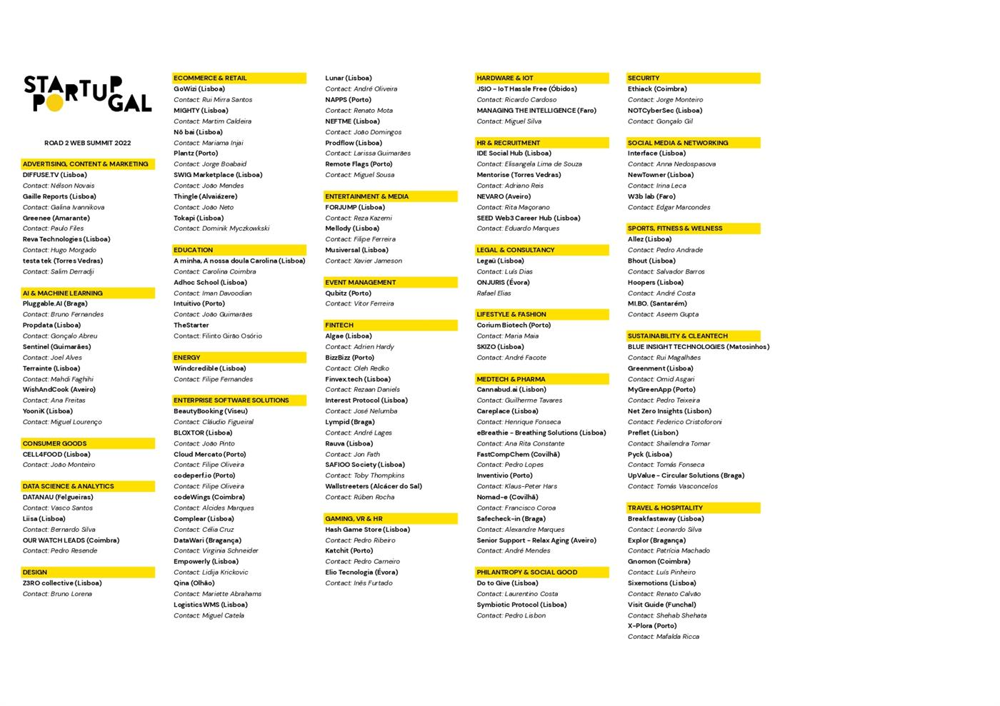 STARTUP
PORTUGAL
ROAD 2 WEB SUMMIT 2022
ADVERTISING, CONTENT & MARKETING
DIFFUSE.TV (Lisboa)
Contact: Nélson Novais
Gaille Reports (Lisboa)
Contact: Galina Ivannikova
Greenee (Amarante)
Contact: Paulo Files
Reva Technologies (Lisboa)
Contact: Hugo Morgado
testa tek (Torres Vedras)
Contact: Salim Derradji
AI & MACHINE LEARNING
Pluggable.AI (Braga)
Contact: Bruno Fernandes
Propdata (Lisboa)
Contact: Gonçalo Abreu
Sentinel (Guimarães)
Contact: Joel Alves
Terrainte (Lisboa)
Contact: Mahdi Faghihi
WishAndCook (Aveiro)
Contact: Ana Freitas
YooniK (Lisboa)
Contact: Miguel Lourenço
CONSUMER GOODS
CELL4FOOD (Lisboa)
Contact: João Monteiro
DATA SCIENCE & ANALYTICS
DATANAU (Felgueiras)
Contact: Vasco Santos
Liisa (Lisboa)
Contact: Bernardo Silva
OUR WATCH LEADS (Coimbra)
Contact: Pedro Resende
DESIGN
Z3RO collective (Lisboa)
Contact: Bruno Lorena
ECOMMERCE & RETAIL
GoWizi (Lisboa)
Contact: Rui Mirra Santos
MIGHTY (Lisboa)
Contact: Martim Caldeira
Nô bai (Lisboa)
Contact: Mariama Injai
Plantz (Porto)
Contact: Jorge Boabaid
SWIG Marketplace (Lisboa)
Contact: João Mendes
Thingle (Alvaiázere)
Contact: João Neto
Tokapi (Lisboa)
Contact: Dominik Myczkowkski
EDUCATION
A minha, A nossa doula Carolina (Lisboa)
Contact: Carolina Coimbra
Adhoc School (Lisboa)
Contact: Iman Davoodian
Intuitivo (Porto)
Contact: João Guimarães
TheStarter
Contact: Filinto Girão Osório
ENERGY
Windcredible (Lisboa)
Contact: Filipe Fernandes
ENTERPRISE SOFTWARE SOLUTIONS
BeautyBooking (Viseu)
Contact: Cláudio Figueiral
BLOXTOR (Lisboa)
Contact: João Pinto
Cloud Mercato (Porto)
Contact: Filipe Oliveira
codeperf.io (Porto)
Contact: Filipe Oliveira
codeWings (Coimbra)
Contact: Alcides Marques
Complear (Lisboa)
Contact: Célia Cruz
DataWari (Bragança)
Contact: Virginia Schneider
Empowerly (Lisboa)
Contact: Lidija Krickovic
Qina (Olhão)
Contact: Mariette Abrahams
LogisticsWMS (Lisboa)
Contact: Miguel Catela
Lunar (Lisboa)
Contact: André Oliveira
NAPPS (Porto)
Contact: Renato Mota
NEFTME (Lisboa)
Contact: João Domingos
Prodflow (Lisboa)
Contact: Larissa Guimarães
Remote Flags (Porto)
Contact: Miguel Sousa
ENTERTAINMENT & MEDIA
FORJUMP (Lisboa)
Contact: Reza Kazemi
Mellody (Lisboa)
Contact: Filipe Ferreira
Musiversal (Lisboa)
Contact: Xavier Jameson
EVENT MANAGEMENT
Qubitz (Porto)
Contact: Vitor Ferreira
FINTECH
Algae (Lisboa)
Contact: Adrien Hardy
BizzBizz (Porto)
Contact: Oleh Redko
Finvex.tech (Lisboa)
Contact: Rezaan Daniels
Interest Protocol (Lisboa)
Contact: José Nelumba
Lympid (Braga)
Contact: André Lages
Rauva (Lisboa)
Contact: Jon Fath
SAFIOO Society (Lisboa)
Contact: Toby Thompkins
Wallstreeters (Alcácer do Sal)
Contact: Rúben Rocha
GAMING, VR & HR
Hash Game Store (Lisboa)
Contact: Pedro Ribeiro
Katchit (Porto)
Contact: Pedro Carneiro
Elio Tecnologia (Évora)
Contact: Inês Furtado
HARDWARE & IOT
JSIO - IoT Hassle Free (Óbidos)
Contact: Ricardo Cardoso
MANAGING THE INTELLIGENCE (Faro)
Contact: Miguel Silva
HR & RECRUITMENT
IDE Social Hub (Lisboa)
Contact: Elisangela Lima de Souza
Mentorise (Torres Vedras)
Contact: Adriano Reis
NEVARO (Aveiro)
Contact: Rita Maçorano
SEED Web3 Career Hub (Lisboa)
Contact: Eduardo Marques
LEGAL & CONSULTANCY
Legaü (Lisboa)
Contact: Luís Dias
ONJURIS (Évora)
Rafael Elias
LIFESTYLE & FASHION
Corium Biotech (Porto)
Contact: Maria Maia
SKIZO (Lisboa)
Contact: André Facote
MEDTECH & PHARMA
Cannabud.ai (Lisbon)
Contact: Guilherme Tavares
Careplace (Lisboa)
Contact: Henrique Fonseca
eBreathie - Breathing Solutions (Lisboa)
Contact: Ana Rita Constante
FastCompChem (Covilhã)
Contact: Pedro Lopes
Inventivio (Porto)
Contact: Klaus-Peter Hars
Nomad-e (Covilhã)
Contact: Francisco Coroa
Safecheck-in (Braga)
Contact: Alexandre Marques
Senior Support - Relax Aging (Aveiro)
Contact: André Mendes
PHILANTROPY & SOCIAL GOOD
Do to Give (Lisboa)
Contact: Laurentino Costa
Symbiotic Protocol (Lisboa)
Contact: Pedro Lisbon
SECURITY
Ethiack (Coimbra)
Contact: Jorge Monteiro
NOTCyberSec (Lisboa)
Contact: Gonçalo Gil
SOCIAL MEDIA & NETWORKING
Interface (Lisboa)
Contact: Anna Nedospasova
NewTowner (Lisboa)
Contact: Irina Leca
W3b lab (Faro)
Contact: Edgar Marcondes
SPORTS, FITNESS & WELNESS
Allez (Lisboa)
Contact: Pedro Andrade
Bhout (Lisboa)
Contact: Salvador Barros
Hoopers (Lisboa)
Contact: André Costa
MI.BO. (Santarém)
Contact: Aseem Gupta
SUSTAINABILITY & CLEANTECH
BLUE INSIGHT TECHNOLOGIES (Matosinhos)
Contact: Rui Magalhães
Greenment (Lisboa)
Contact: Omid Asgari
MyGreenApp (Porto)
Contact: Pedro Teixeira
Net Zero Insights (Lisbon)
Contact: Federico Cristoforoni
Preflet (Lisbon)
Contact: Shailendra Tomar
Pyck (Lisboa)
Contact: Tomás Fonseca
UpValue - Circular Solutions (Braga)
Contact: Tomás Vasconcelos
TRAVEL & HOSPITALITY
Breakfastaway (Lisboa)
Contact: Leonardo Silva
Explor (Bragança)
Contact: Patrícia Machado
Gnomon (Coimbra)
Contact: Luís Pinheiro
Sixemotions (Lisboa)
Contact: Renato Calvão
Visit Guide (Funchal)
Contact: Shehab Shehata
X-Plora (Porto)
Contact: Mafalda Ricca